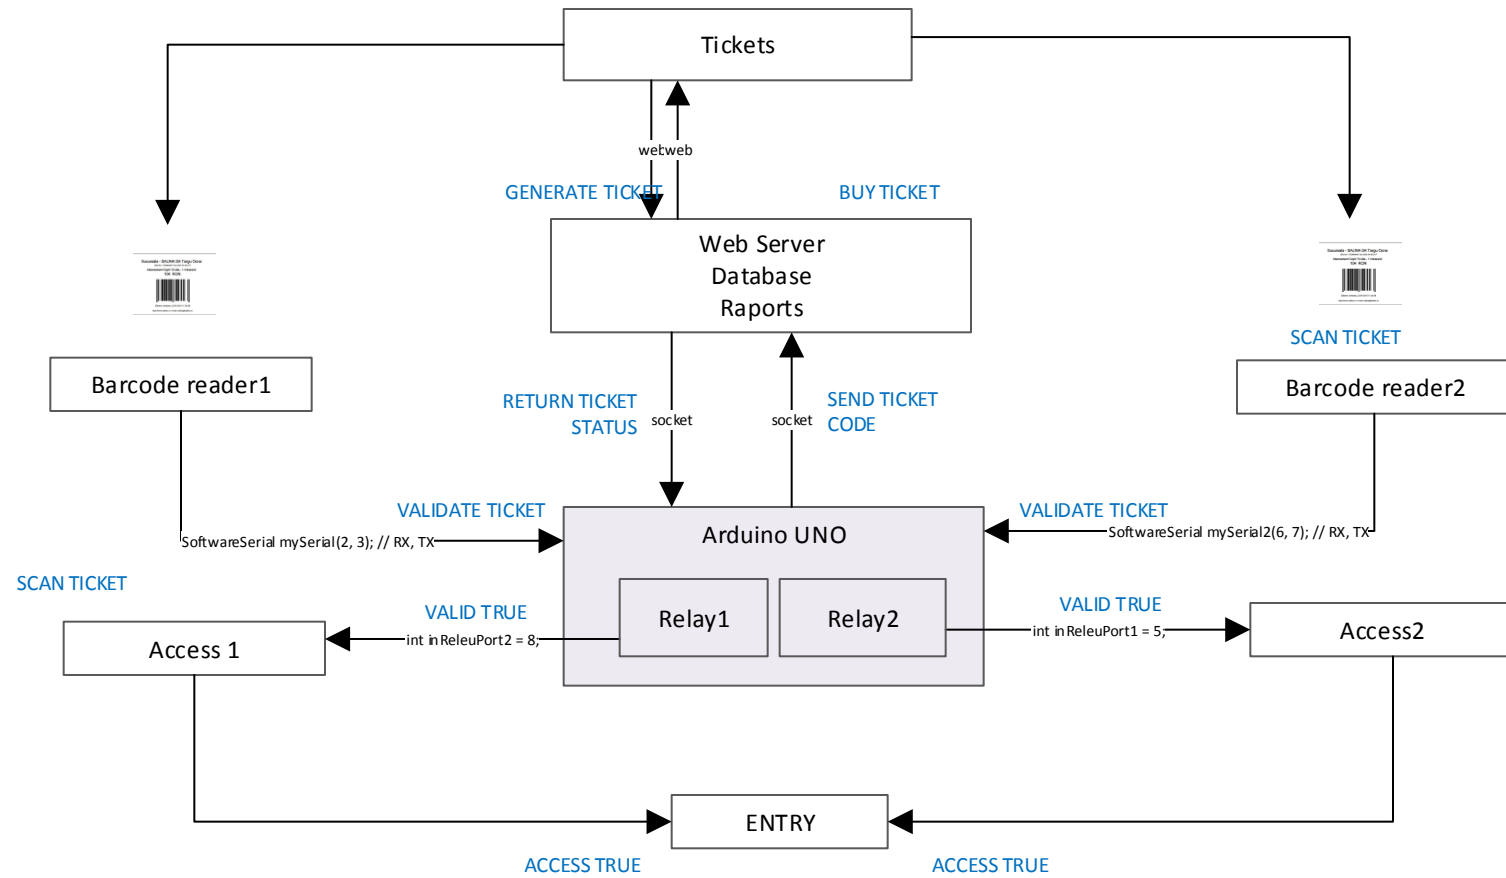 Tickets
web
web
GENERATE TICKET
BUY TICKET
Web Server
Database
Raports
SCAN TICKET
Barcode reader1
Barcode reader2
RETURN TICKET
STATUS
socket
socket
SEND TICKET
CODE
VALIDATE TICKET
VALIDATE TICKET
SoftwareSerial mySerial(2, 3); // RX, TX
Arduino UNO
SoftwareSerial mySerial2(6, 7); // RX, TX
SCAN TICKET
VALID TRUE
int inReleuPort2 = 8;
Relay1
Relay2
VALID TRUE
int inReleuPort1 = 5;
Access 1
Access2
ENTRY
ACCESS TRUE
ACCESS TRUE